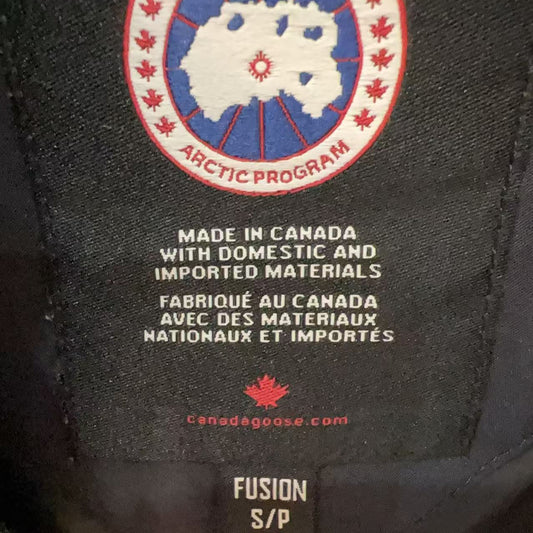 ARCTIC PROGRAM
MADE IN CANADA
WITH DOMESTIC AND
IMPORTED MATERIALS
FABRIQUÉ AU CANADA
AVEC DES MATERIAUX
NATIONAUX ET IMPORTÉS
canadagoose.com
FUSION
S/P